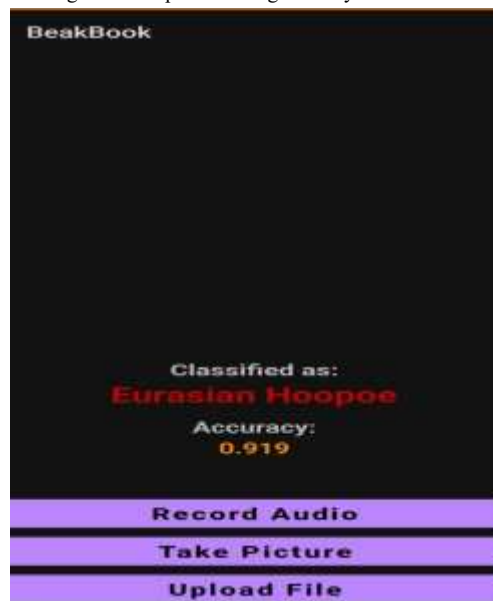 BeakBook
Classified as:
Eurasian Hoopoe
Accuracy:
0.919
Record Audio
Take Picture
Upload File